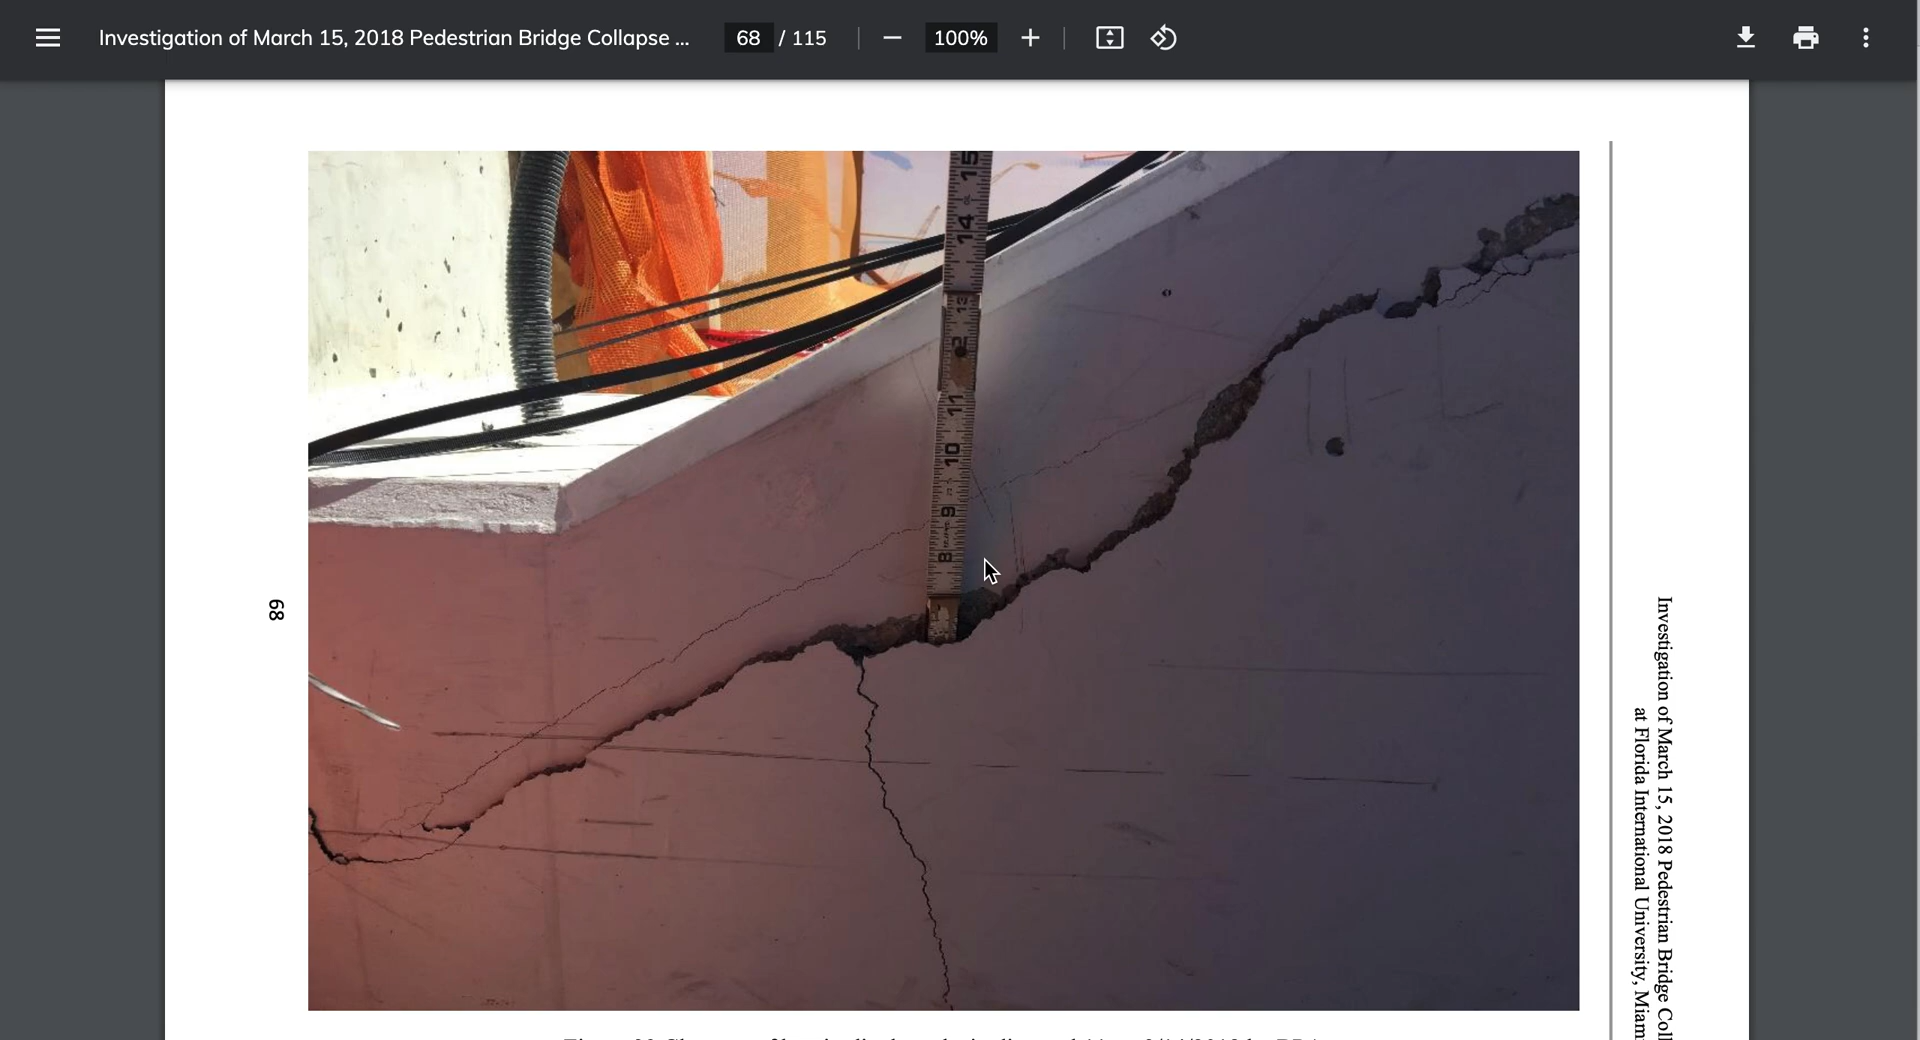 Investigation of March 15, 2018 Pedestrian Bridge Collapse ...
68 / 115
100%
15
14
13
11
10
9
8
68
Investigation of March 15, 2018 Pedestrian Bridge Coll
at Florida International University, Miam